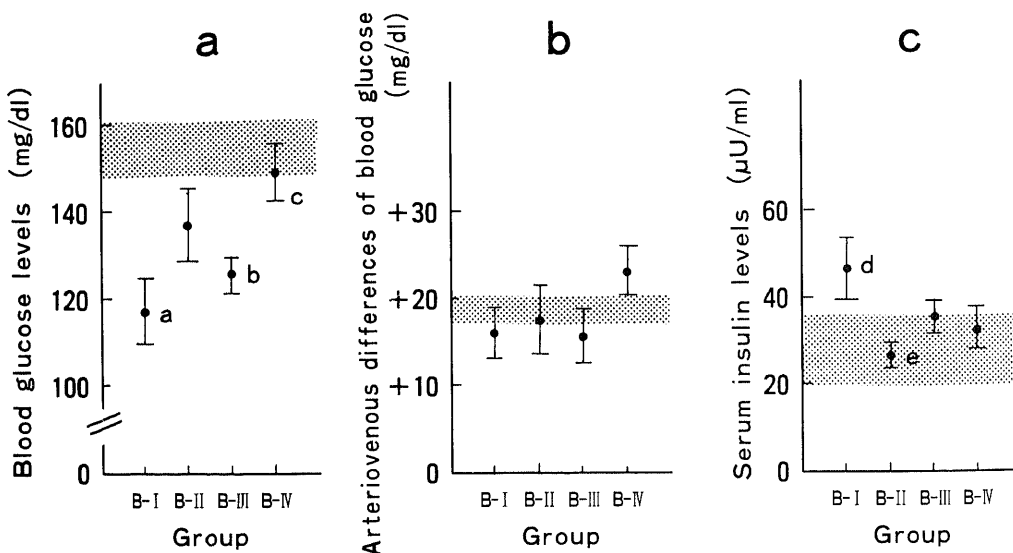 a
Blood glucose levels (mg/dl)
160
140
120
100
0
a
b
c
B-I B-II B-III B-IV
Group
b
Arteriovenous differences of blood glucose
(mg/dl)
+30
+20
+10
0
B-I B-II B-III B-IV
Group
c
Serum insulin levels (μU/ml)
60
40
20
0
d
e
B-I B-II B-III B-IV
Group